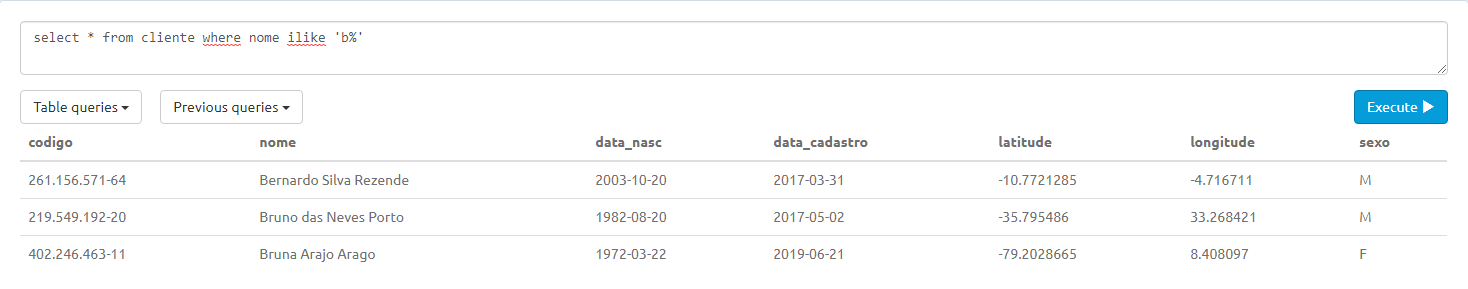 select * from cliente where nome ilike 'b%'
Table queries Previous queries Execute
codigo nome data_nasc data_cadastro latitude longitude sexo
261.156.571-64 Bernardo Silva Rezende 2003-10-20 2017-03-31 -10.7721285 -4.716711 M
219.549.192-20 Bruno das Neves Porto 1982-08-20 2017-05-02 -35.795486 33.268421 M
402.246.463-11 Bruna Arajo Arago 1972-03-22 2019-06-21 -79.2028665 8.408097 F